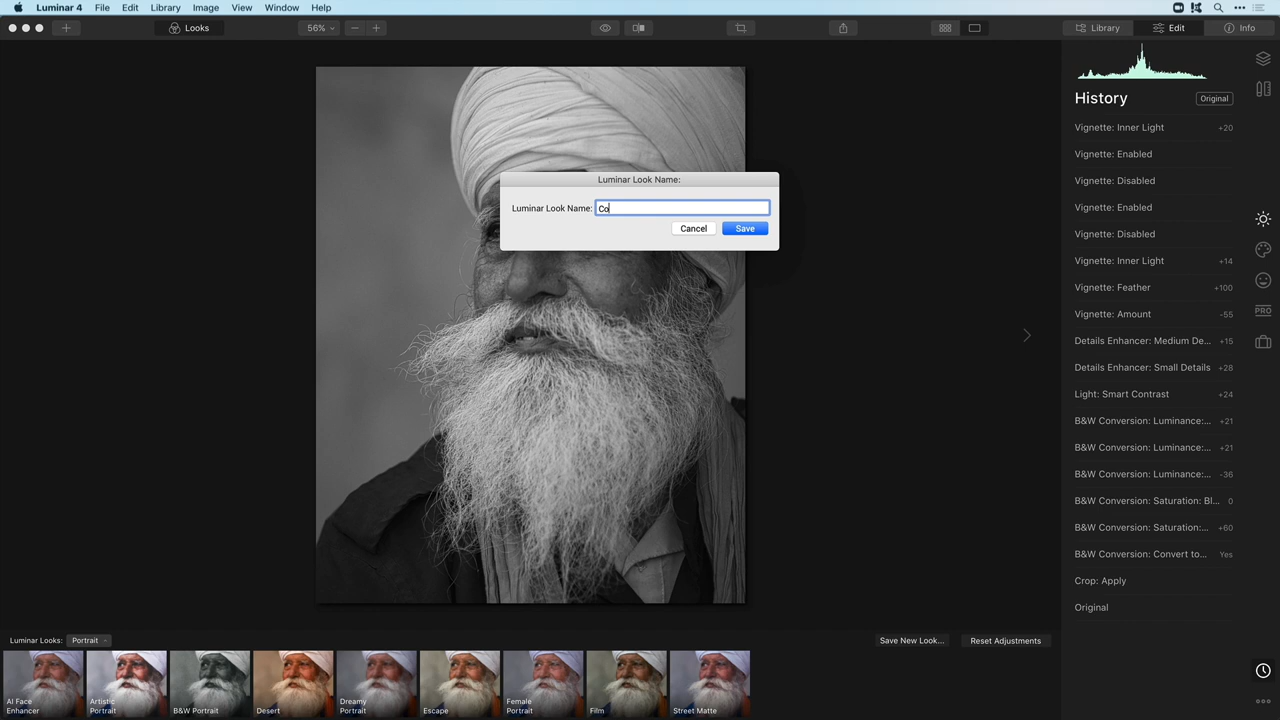 Luminar 4 File Edit Library Image View Window Help
Looks 56% Library Edit Info
History Original
Vignette: Inner Light +20
Vignette: Enabled
Vignette: Disabled
Vignette: Enabled
Vignette: Disabled
Vignette: Inner Light +14
Vignette: Feather +100
Vignette: Amount -55
Details Enhancer: Medium De... +15
Details Enhancer: Small Details +28
Light: Smart Contrast +24
B&W Conversion: Luminance:... +21
B&W Conversion: Luminance:... +21
B&W Conversion: Luminance:... -36
B&W Conversion: Saturation: Bl... 0
B&W Conversion: Saturation:... +60
B&W Conversion: Convert to... Yes
Crop: Apply
Original
PRO
Luminar Look Name:
Luminar Look Name: Co
Cancel Save
Luminar Looks: Portrait Save New Look... Reset Adjustments
AI Face
Enhancer
Artistic
Portrait
B&W Portrait
Desert
Dreamy
Portrait
Escape
Female
Portrait
Film
Street Matte